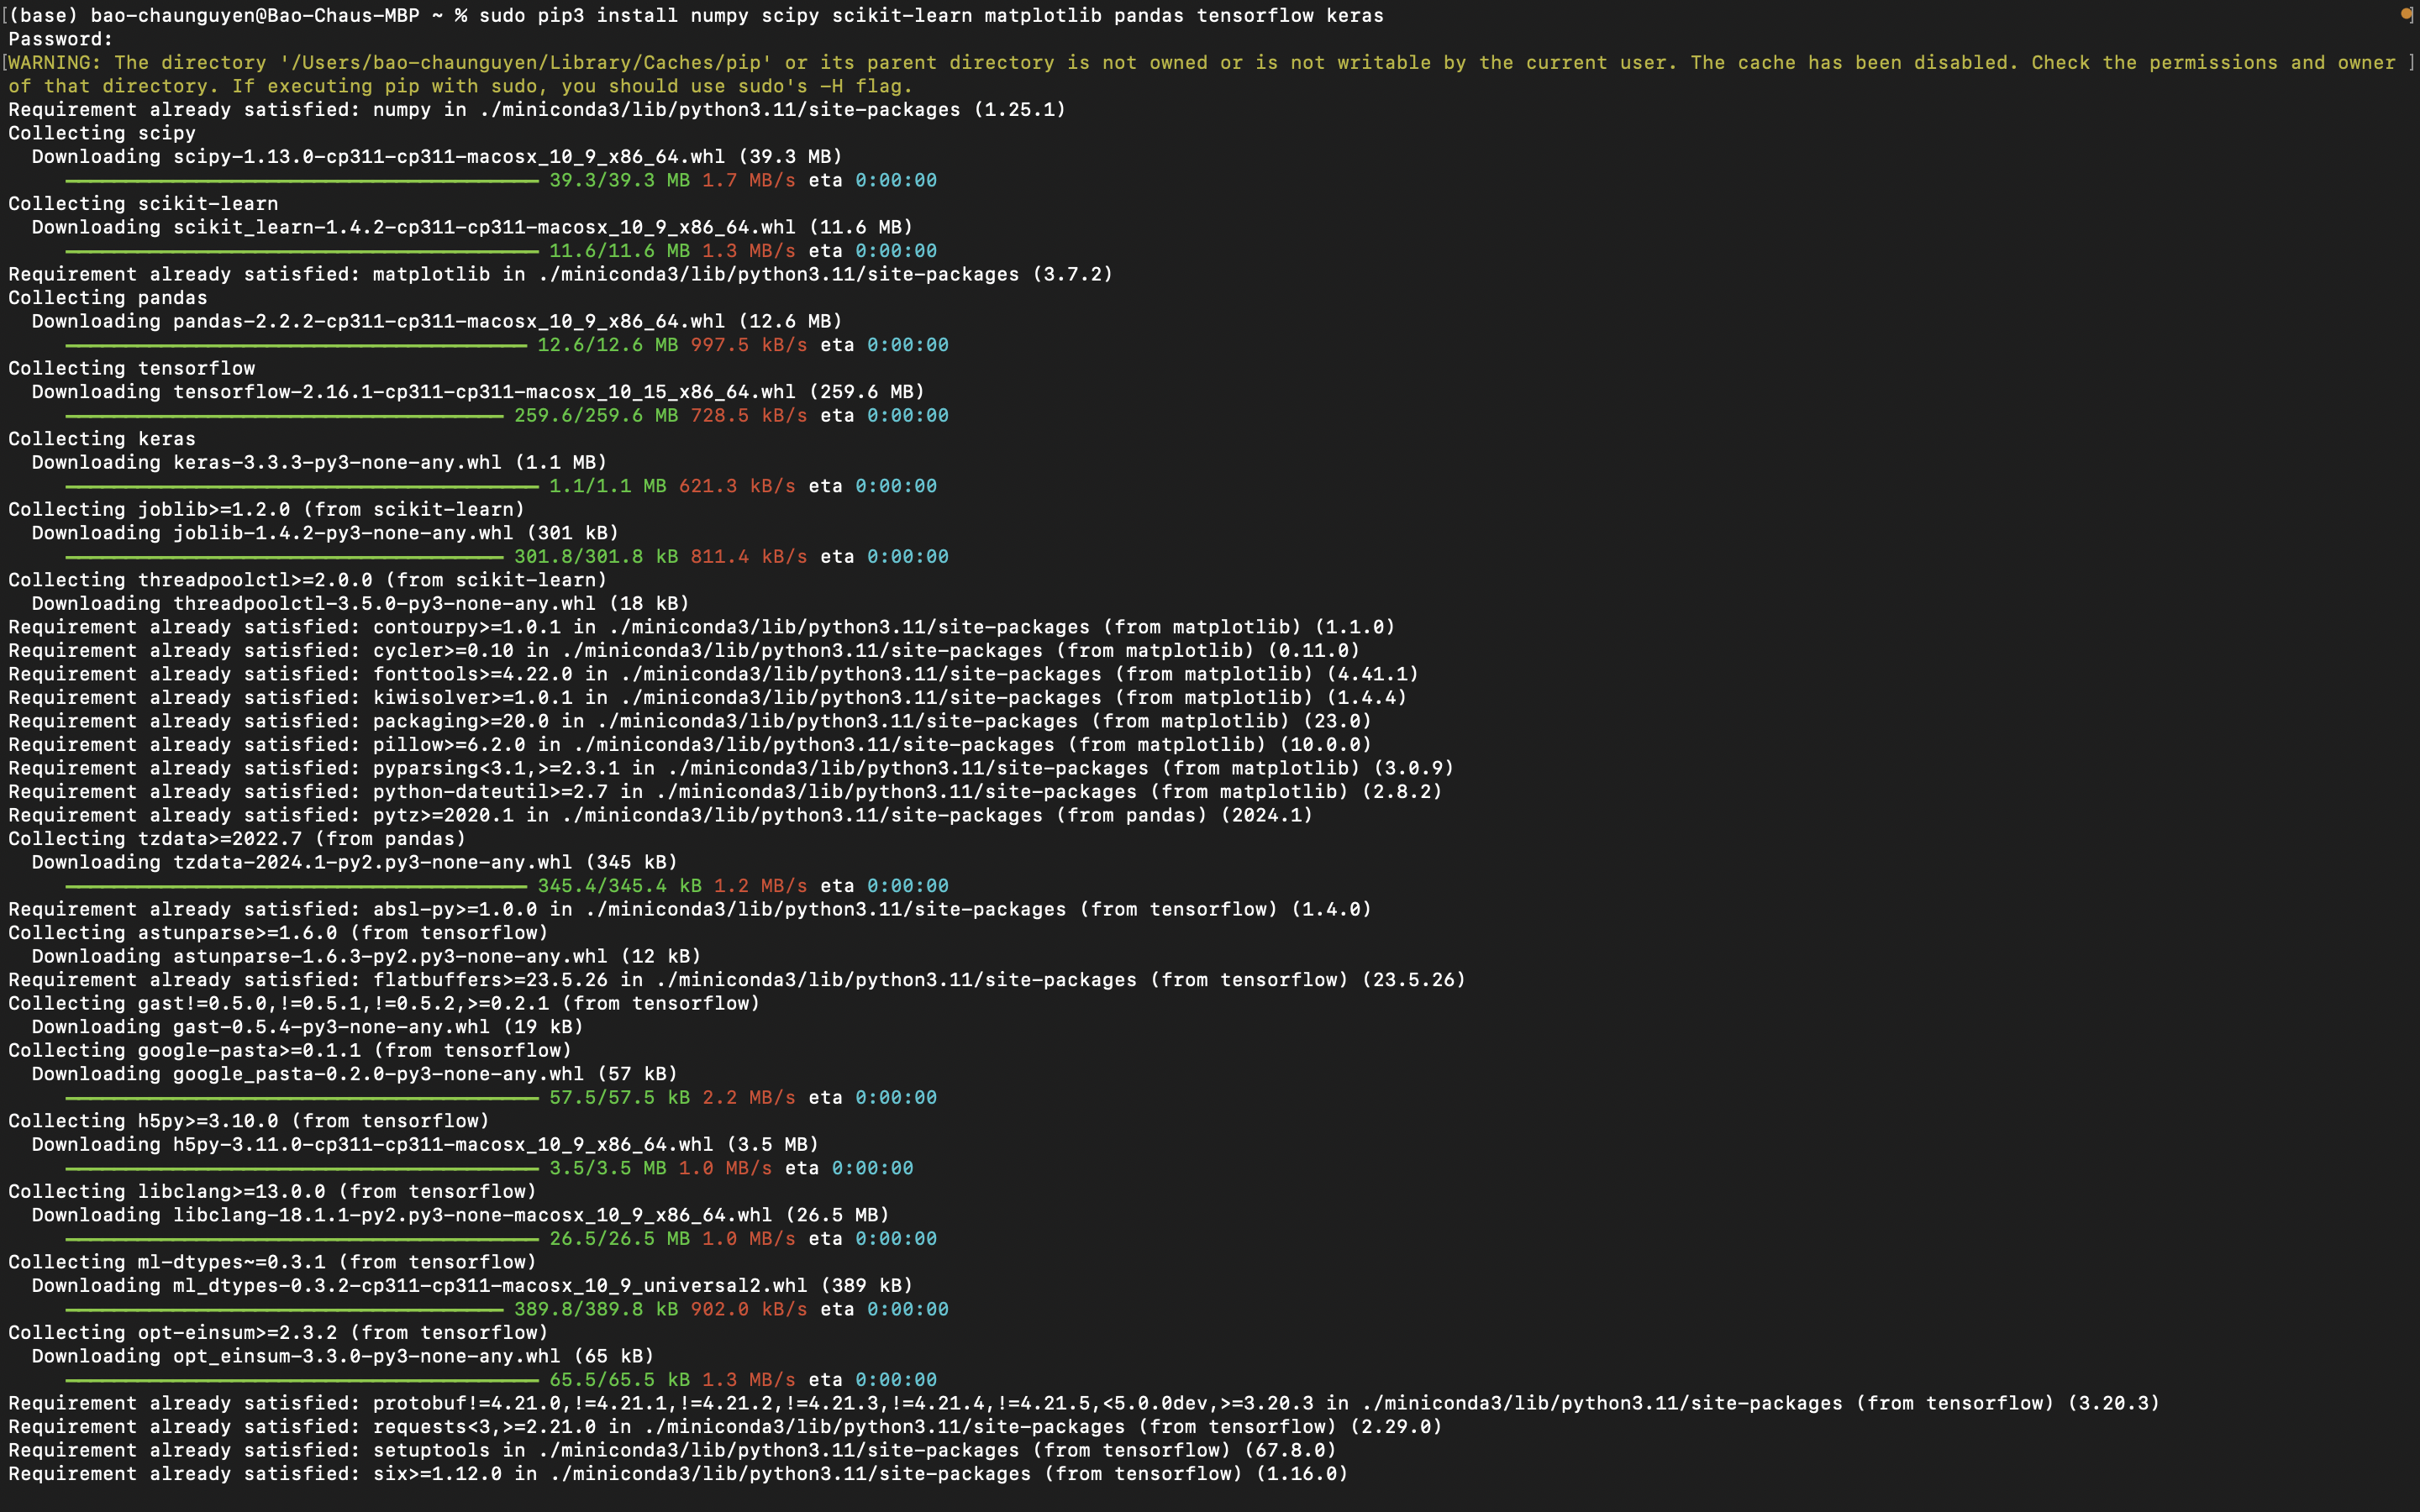 (base) bao-chaunguyen@Bao-Chaus-MBP ~ % sudo pip3 install numpy scipy scikit-learn matplotlib pandas tensorflow keras
Password:
WARNING: The directory '/Users/bao-chaunguyen/Library/Caches/pip' or its parent directory is not owned or is not writable by the current user. The cache has been disabled. Check the permissions and owner
of that directory. If executing pip with sudo, you should use sudo's -H flag.
Requirement already satisfied: numpy in ./miniconda3/lib/python3.11/site-packages (1.25.1)
Collecting scipy
  Downloading scipy-1.13.0-cp311-cp311-macosx_10_9_x86_64.whl (39.3 MB)
39.3/39.3 MB 1.7 MB/s eta 0:00:00
Collecting scikit-learn
  Downloading scikit_learn-1.4.2-cp311-cp311-macosx_10_9_x86_64.whl (11.6 MB)
11.6/11.6 MB 1.3 MB/s eta 0:00:00
Requirement already satisfied: matplotlib in ./miniconda3/lib/python3.11/site-packages (3.7.2)
Collecting pandas
  Downloading pandas-2.2.2-cp311-cp311-macosx_10_9_x86_64.whl (12.6 MB)
12.6/12.6 MB 997.5 kB/s eta 0:00:00
Collecting tensorflow
  Downloading tensorflow-2.16.1-cp311-cp311-macosx_10_15_x86_64.whl (259.6 MB)
259.6/259.6 MB 728.5 kB/s eta 0:00:00
Collecting keras
  Downloading keras-3.3.3-py3-none-any.whl (1.1 MB)
1.1/1.1 MB 621.3 kB/s eta 0:00:00
Collecting joblib>=1.2.0 (from scikit-learn)
  Downloading joblib-1.4.2-py3-none-any.whl (301 kB)
301.8/301.8 kB 811.4 kB/s eta 0:00:00
Collecting threadpoolctl>=2.0.0 (from scikit-learn)
  Downloading threadpoolctl-3.5.0-py3-none-any.whl (18 kB)
Requirement already satisfied: contourpy>=1.0.1 in ./miniconda3/lib/python3.11/site-packages (from matplotlib) (1.1.0)
Requirement already satisfied: cycler>=0.10 in ./miniconda3/lib/python3.11/site-packages (from matplotlib) (0.11.0)
Requirement already satisfied: fonttools>=4.22.0 in ./miniconda3/lib/python3.11/site-packages (from matplotlib) (4.41.1)
Requirement already satisfied: kiwisolver>=1.0.1 in ./miniconda3/lib/python3.11/site-packages (from matplotlib) (1.4.4)
Requirement already satisfied: packaging>=20.0 in ./miniconda3/lib/python3.11/site-packages (from matplotlib) (23.0)
Requirement already satisfied: pillow>=6.2.0 in ./miniconda3/lib/python3.11/site-packages (from matplotlib) (10.0.0)
Requirement already satisfied: pyparsing<3.1,>=2.3.1 in ./miniconda3/lib/python3.11/site-packages (from matplotlib) (3.0.9)
Requirement already satisfied: python-dateutil>=2.7 in ./miniconda3/lib/python3.11/site-packages (from matplotlib) (2.8.2)
Requirement already satisfied: pytz>=2020.1 in ./miniconda3/lib/python3.11/site-packages (from pandas) (2024.1)
Collecting tzdata>=2022.7 (from pandas)
  Downloading tzdata-2024.1-py2.py3-none-any.whl (345 kB)
345.4/345.4 kB 1.2 MB/s eta 0:00:00
Requirement already satisfied: absl-py>=1.0.0 in ./miniconda3/lib/python3.11/site-packages (from tensorflow) (1.4.0)
Collecting astunparse>=1.6.0 (from tensorflow)
  Downloading astunparse-1.6.3-py2.py3-none-any.whl (12 kB)
Requirement already satisfied: flatbuffers>=23.5.26 in ./miniconda3/lib/python3.11/site-packages (from tensorflow) (23.5.26)
Collecting gast!=0.5.0,!=0.5.1,!=0.5.2,>=0.2.1 (from tensorflow)
  Downloading gast-0.5.4-py3-none-any.whl (19 kB)
Collecting google-pasta>=0.1.1 (from tensorflow)
  Downloading google_pasta-0.2.0-py3-none-any.whl (57 kB)
57.5/57.5 kB 2.2 MB/s eta 0:00:00
Collecting h5py>=3.10.0 (from tensorflow)
  Downloading h5py-3.11.0-cp311-cp311-macosx_10_9_x86_64.whl (3.5 MB)
3.5/3.5 MB 1.0 MB/s eta 0:00:00
Collecting libclang>=13.0.0 (from tensorflow)
  Downloading libclang-18.1.1-py2.py3-none-macosx_10_9_x86_64.whl (26.5 MB)
26.5/26.5 MB 1.0 MB/s eta 0:00:00
Collecting ml-dtypes~=0.3.1 (from tensorflow)
  Downloading ml_dtypes-0.3.2-cp311-cp311-macosx_10_9_universal2.whl (389 kB)
389.8/389.8 kB 902.0 kB/s eta 0:00:00
Collecting opt-einsum>=2.3.2 (from tensorflow)
  Downloading opt_einsum-3.3.0-py3-none-any.whl (65 kB)
65.5/65.5 kB 1.3 MB/s eta 0:00:00
Requirement already satisfied: protobuf!=4.21.0,!=4.21.1,!=4.21.2,!=4.21.3,!=4.21.4,!=4.21.5,<5.0.0dev,>=3.20.3 in ./miniconda3/lib/python3.11/site-packages (from tensorflow) (3.20.3)
Requirement already satisfied: requests<3,>=2.21.0 in ./miniconda3/lib/python3.11/site-packages (from tensorflow) (2.29.0)
Requirement already satisfied: setuptools in ./miniconda3/lib/python3.11/site-packages (from tensorflow) (67.8.0)
Requirement already satisfied: six>=1.12.0 in ./miniconda3/lib/python3.11/site-packages (from tensorflow) (1.16.0)